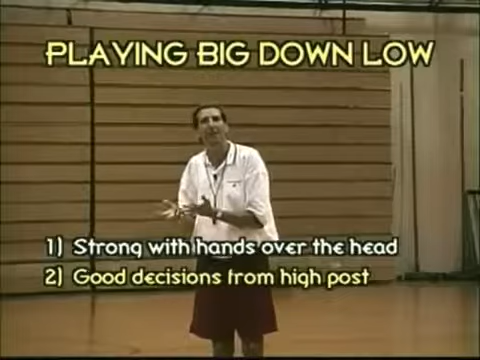 PLAYING BIG DOWN LOW
1) Strong with hands over the head
2) Good decisions from high post